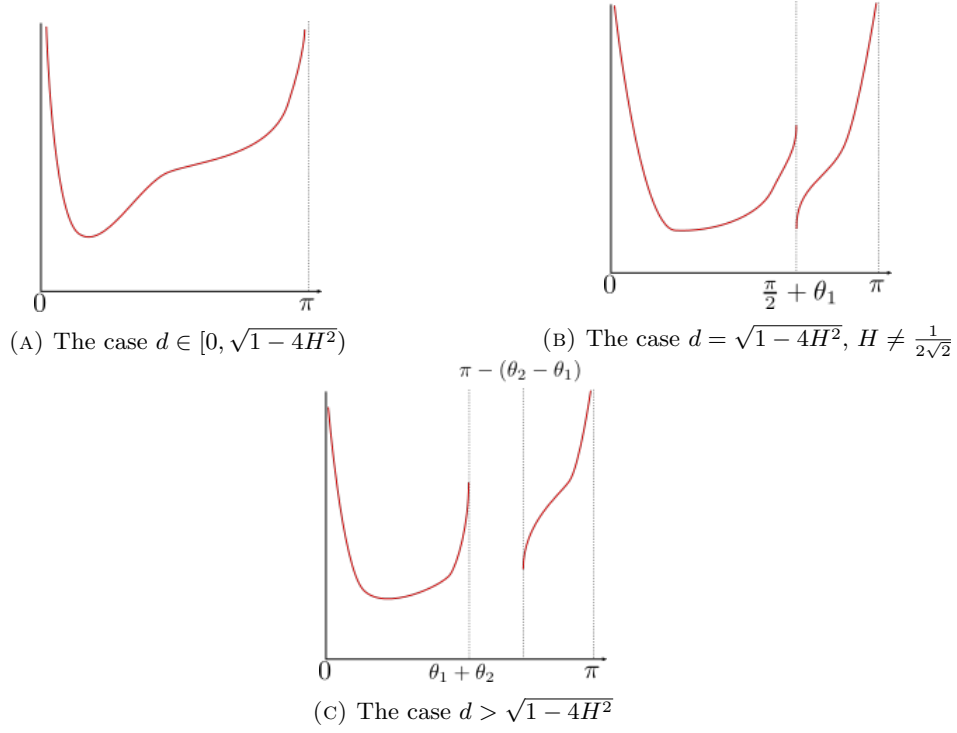 0
π
(A) The case d ∈ [0, √(1 − 4H²))
0
π/2 + θ₁
π
(B) The case d = √(1 − 4H²), H ≠ 1/(2√2)
π − (θ₂ − θ₁)
0
θ₁ + θ₂
π
(C) The case d > √(1 − 4H²)